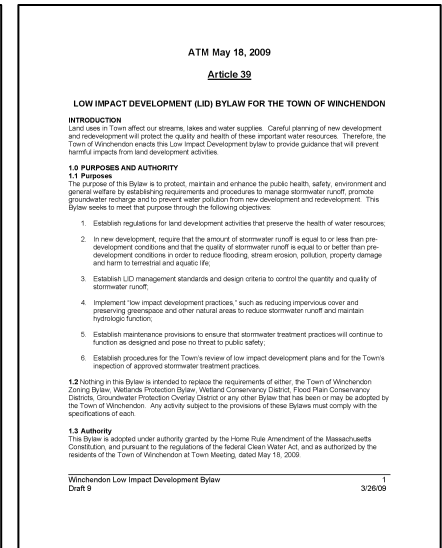 ATM May 18, 2009
Article 39
LOW IMPACT DEVELOPMENT (LID) BYLAW FOR THE TOWN OF WINCHENDON
INTRODUCTION
Land uses in Town affect our streams, lakes and water supplies. Careful planning of new development
and redevelopment will protect the quality and health of these important water resources. Therefore, the
Town of Winchendon enacts this Low Impact Development bylaw to provide guidance that will prevent
harmful impacts from land development activities.
1.0 PURPOSES AND AUTHORITY
1.1 Purposes
The purpose of this Bylaw is to protect, maintain and enhance the public health, safety, environment and
general welfare by establishing requirements and procedures to manage stormwater runoff, promote
groundwater recharge and to prevent water pollution from new development and redevelopment. This
Bylaw seeks to meet that purpose through the following objectives:
1. Establish regulations for land development activities that preserve the health of water resources;
2. In new development, require that the amount of stormwater runoff is equal to or less than pre-
development conditions and that the quality of stormwater runoff is equal to or better than pre-
development conditions in order to reduce flooding, stream erosion, pollution, property damage
and harm to terrestrial and aquatic life;
3. Establish LID management standards and design criteria to control the quantity and quality of
stormwater runoff;
4. Implement "low impact development practices," such as reducing impervious cover and
preserving greenspace and other natural areas to reduce stormwater runoff and maintain
hydrologic function;
5. Establish maintenance provisions to ensure that stormwater treatment practices will continue to
function as designed and pose no threat to public safety;
6. Establish procedures for the Town's review of low impact development plans and for the Town's
inspection of approved stormwater treatment practices.
1.2 Nothing in this Bylaw is intended to replace the requirements of either, the Town of Winchendon
Zoning Bylaw, Wetlands Protection Bylaw, Wetland Conservancy District, Flood Plain Conservancy
Districts, Groundwater Protection Overlay District or any other Bylaw that has been or may be adopted by
the Town of Winchendon. Any activity subject to the provisions of these Bylaws must comply with the
specifications of each.
1.3 Authority
This Bylaw is adopted under authority granted by the Home Rule Amendment of the Massachusetts
Constitution, and pursuant to the regulations of the federal Clean Water Act, and as authorized by the
residents of the Town of Winchendon at Town Meeting, dated May 18, 2009.
Winchendon Low Impact Development Bylaw 1
Draft 9 3/26/09